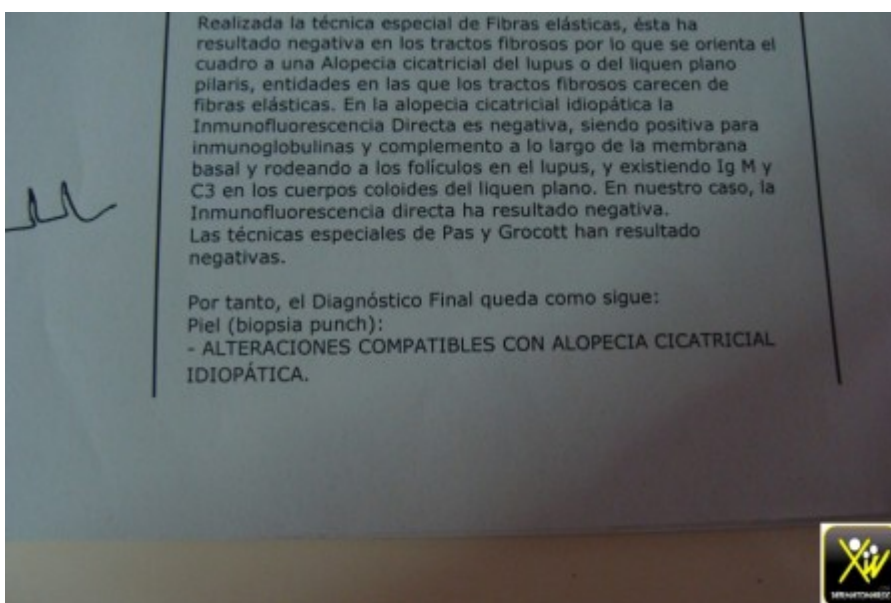 Realizada la técnica especial de Fibras elásticas, ésta ha
resultado negativa en los tractos fibrosos por lo que se orienta el
cuadro a una Alopecia cicatricial del lupus o del liquen plano
pilaris, entidades en las que los tractos fibrosos carecen de
fibras elásticas. En la alopecia cicatricial idiopática la
Inmunofluorescencia Directa es negativa, siendo positiva para
inmunoglobulinas y complemento a lo largo de la membrana
basal y rodeando a los folículos en el lupus, y existiendo Ig M y
C3 en los cuerpos coloides del liquen plano. En nuestro caso, la
Inmunofluorescencia directa ha resultado negativa.
Las técnicas especiales de Pas y Grocott han resultado
negativas.
Por tanto, el Diagnóstico Final queda como sigue:
Piel (biopsia punch):
- ALTERACIONES COMPATIBLES CON ALOPECIA CICATRICIAL
IDIOPÁTICA.